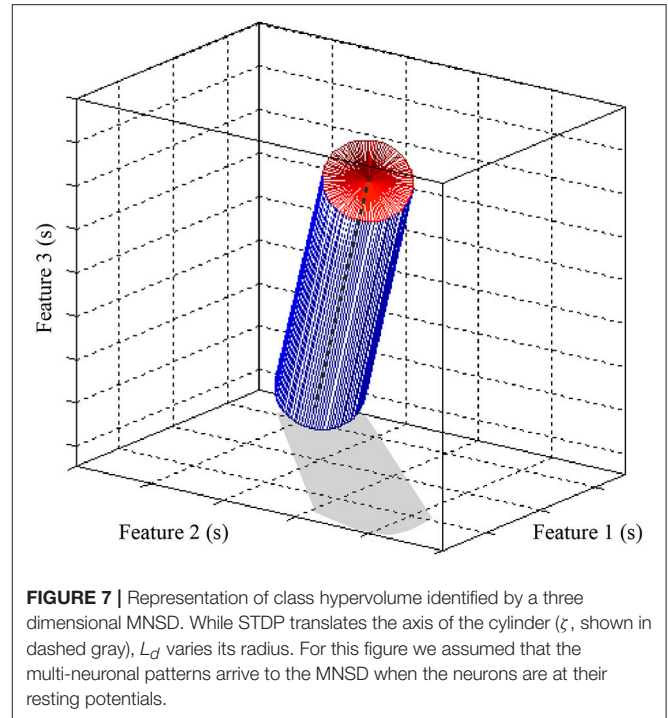 Feature 3 (s)
Feature 2 (s)
Feature 1 (s)
FIGURE 7 | Representation of class hypervolume identified by a three
dimensional MNSD. While STDP translates the axis of the cylinder (ζ, shown in
dashed gray), L_d varies its radius. For this figure we assumed that the
multi-neuronal patterns arrive to the MNSD when the neurons are at their
resting potentials.